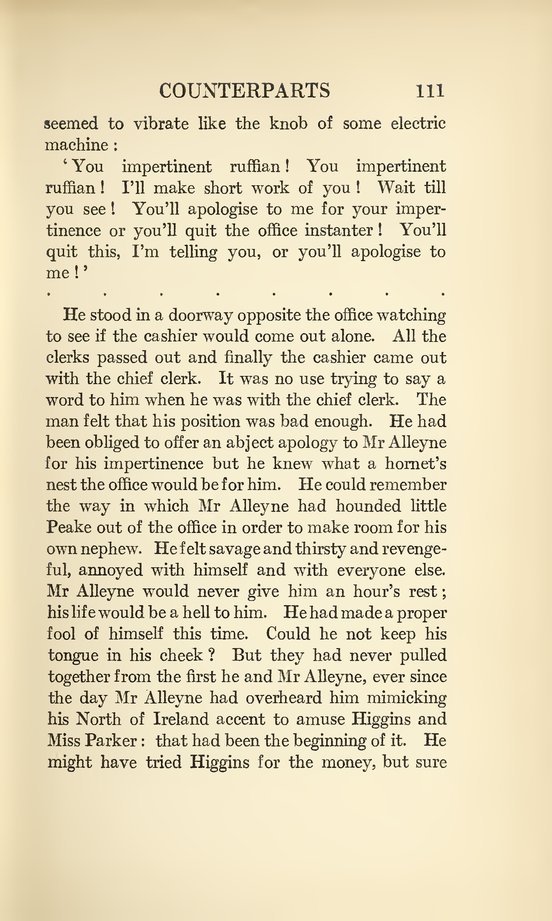 COUNTERPARTS 111
seemed to vibrate like the knob of some electric
machine :
‘ You impertinent ruffian ! You impertinent
ruffian ! I’ll make short work of you ! Wait till
you see ! You’ll apologise to me for your imper-
tinence or you’ll quit the office instanter ! You’ll
quit this, I’m telling you, or you’ll apologise to
me ! ’
. . . . . . . .
He stood in a doorway opposite the office watching
to see if the cashier would come out alone. All the
clerks passed out and finally the cashier came out
with the chief clerk. It was no use trying to say a
word to him when he was with the chief clerk. The
man felt that his position was bad enough. He had
been obliged to offer an abject apology to Mr Alleyne
for his impertinence but he knew what a hornet’s
nest the office would be for him. He could remember
the way in which Mr Alleyne had hounded little
Peake out of the office in order to make room for his
own nephew. He felt savage and thirsty and revenge-
ful, annoyed with himself and with everyone else.
Mr Alleyne would never give him an hour’s rest ;
his life would be a hell to him. He had made a proper
fool of himself this time. Could he not keep his
tongue in his cheek ? But they had never pulled
together from the first he and Mr Alleyne, ever since
the day Mr Alleyne had overheard him mimicking
his North of Ireland accent to amuse Higgins and
Miss Parker : that had been the beginning of it. He
might have tried Higgins for the money, but sure